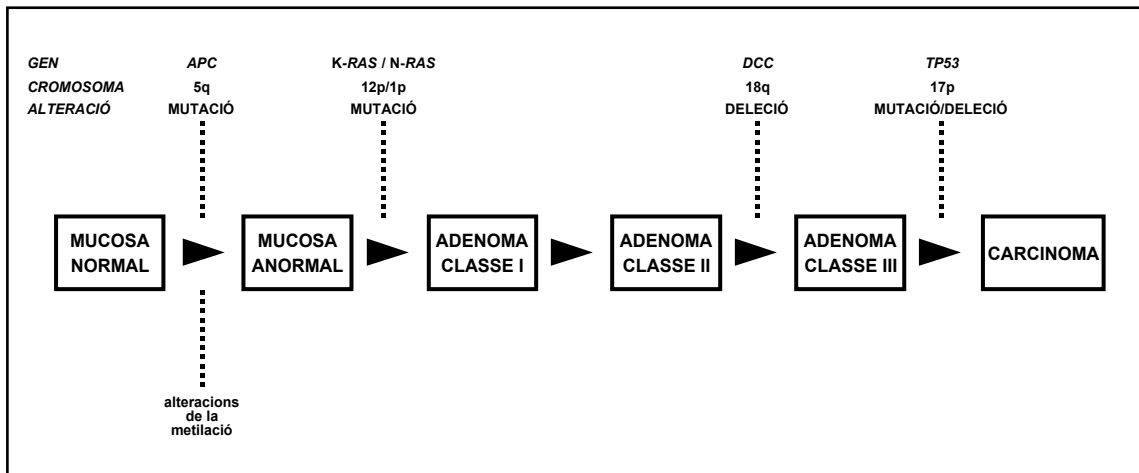 GEN APC K-RAS / N-RAS DCC TP53
CROMOSOMA 5q 12p/1p 18q 17p
ALTERACIÓ MUTACIÓ MUTACIÓ DELECIÓ MUTACIÓ/DELECIÓ
MUCOSA
NORMAL
MUCOSA
ANORMAL
ADENOMA
CLASSE I
ADENOMA
CLASSE II
ADENOMA
CLASSE III
CARCINOMA
alteracions
de la
metilació